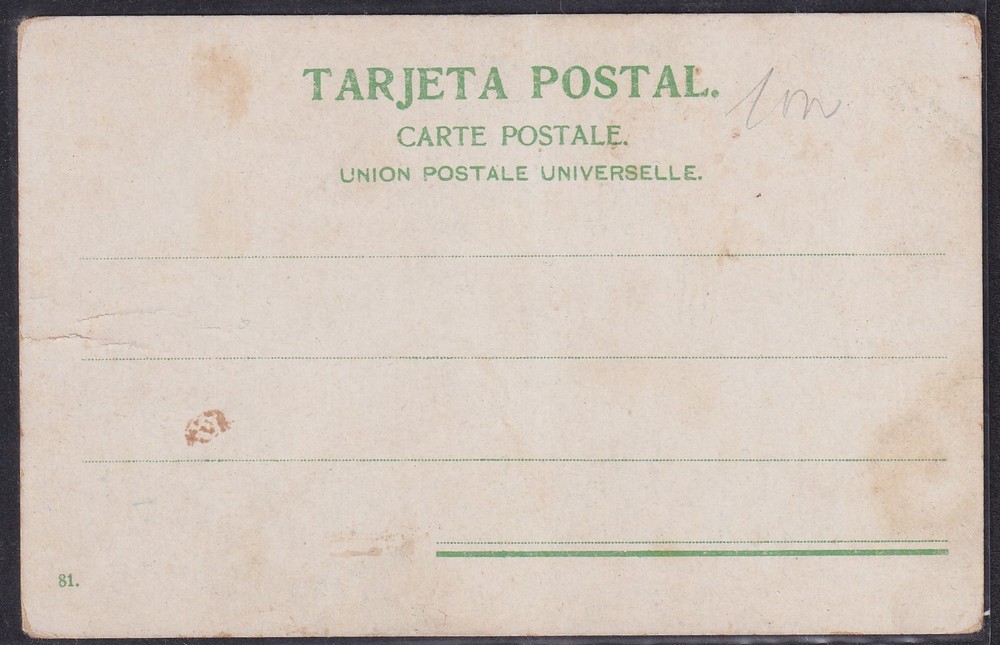 TARJETA POSTAL.
CARTE POSTALE.
UNION POSTALE UNIVERSELLE.
81.